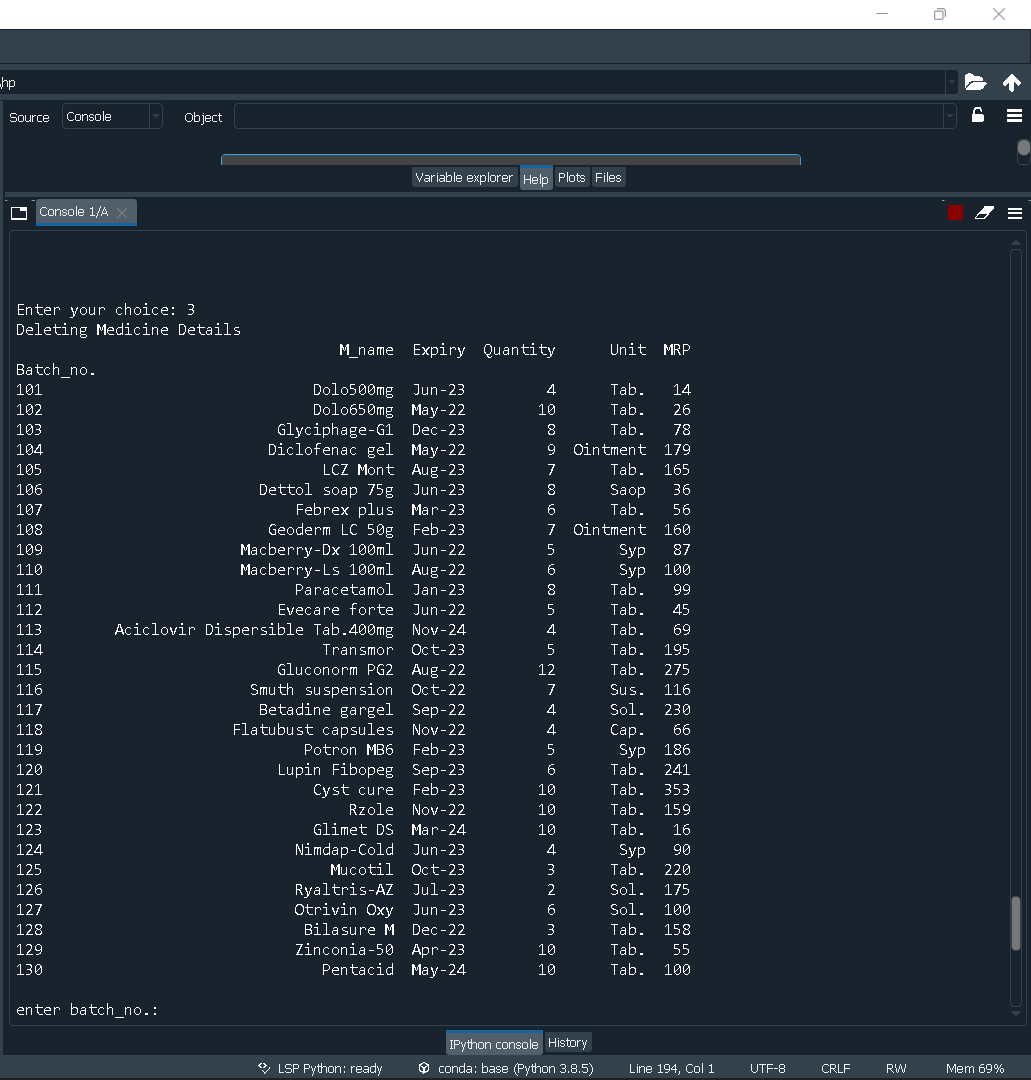 \hp
Source Console Object
Variable explorer Help Plots Files
Console 1/A
Enter your choice: 3
Deleting Medicine Details
M_name Expiry Quantity Unit MRP
Batch_no.
101 Dolo500mg Jun-23 4 Tab. 14
102 Dolo650mg May-22 10 Tab. 26
103 Glyciphage-G1 Dec-23 8 Tab. 78
104 Diclofenac gel May-22 9 Ointment 179
105 LCZ Mont Aug-23 7 Tab. 165
106 Dettol soap 75g Jun-23 8 Saop 36
107 Febrex plus Mar-23 6 Tab. 56
108 Geoderm LC 50g Feb-23 7 Ointment 160
109 Macberry-Dx 100ml Jun-22 5 Syp 87
110 Macberry-Ls 100ml Aug-22 6 Syp 100
111 Paracetamol Jan-23 8 Tab. 99
112 Evecare forte Jun-22 5 Tab. 45
113 Aciclovir Dispersible Tab.400mg Nov-24 4 Tab. 69
114 Transmor Oct-23 5 Tab. 195
115 Gluconorm PG2 Aug-22 12 Tab. 275
116 Smuth suspension Oct-22 7 Sus. 116
117 Betadine gargel Sep-22 4 Sol. 230
118 Flatubust capsules Nov-22 4 Cap. 66
119 Potron MB6 Feb-23 5 Syp 186
120 Lupin Fibopeg Sep-23 6 Tab. 241
121 Cyst cure Feb-23 10 Tab. 353
122 Rzole Nov-22 10 Tab. 159
123 Glimet DS Mar-24 10 Tab. 16
124 Nimdap-Cold Jun-23 4 Syp 90
125 Mucotil Oct-23 3 Tab. 220
126 Ryaltris-AZ Jul-23 2 Sol. 175
127 Otrivin Oxy Jun-23 6 Sol. 100
128 Bilasure M Dec-22 3 Tab. 158
129 Zinconia-50 Apr-23 10 Tab. 55
130 Pentacid May-24 10 Tab. 100
enter batch_no.:
IPython console History
LSP Python: ready conda: base (Python 3.8.5) Line 194, Col 1 UTF-8 CRLF RW Mem 69%